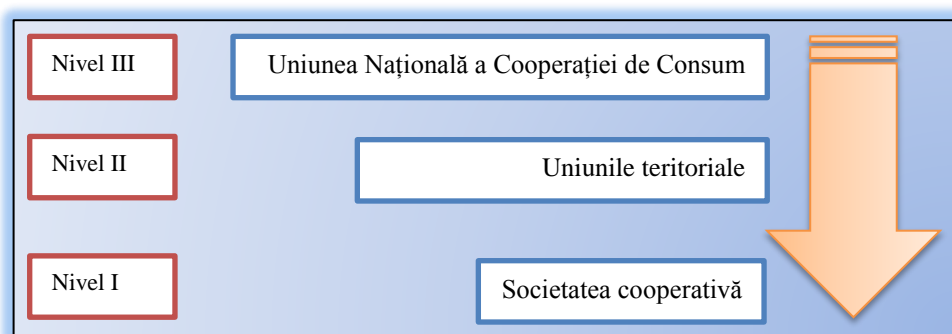 Nivel III Uniunea Națională a Cooperației de Consum
Nivel II Uniunile teritoriale
Nivel I Societatea cooperativă